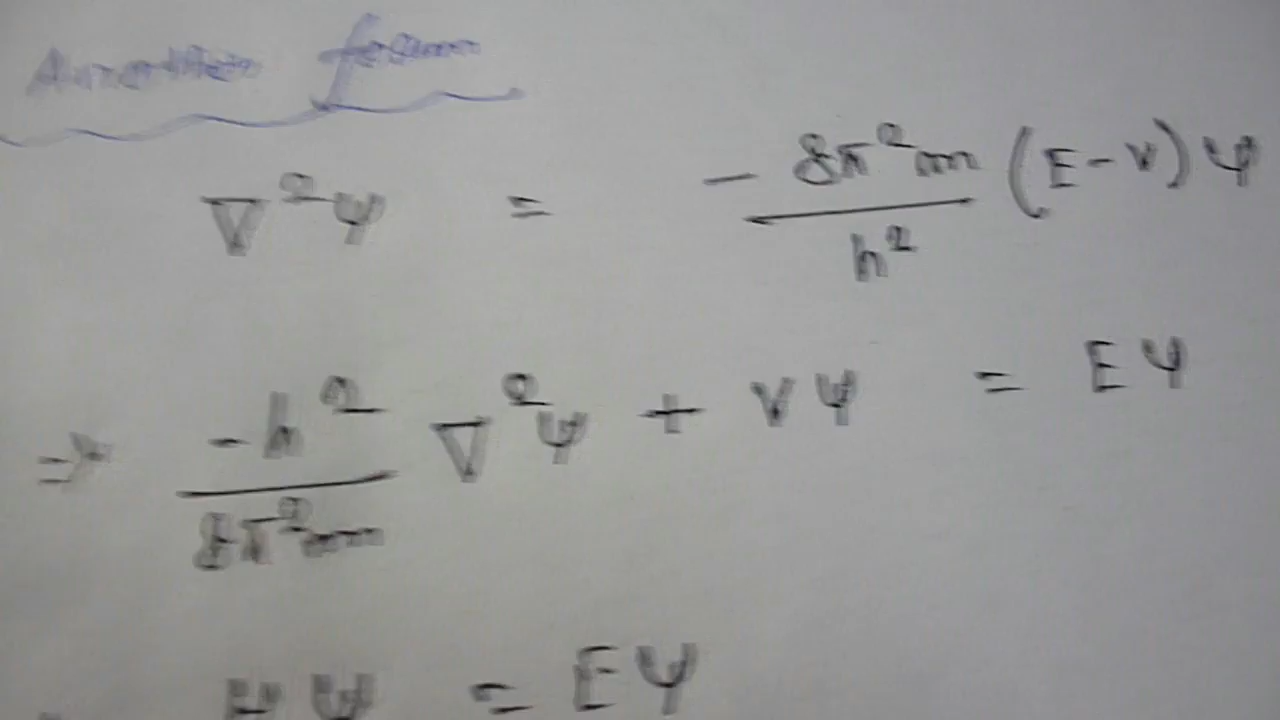 Another form
∇²ψ = - 8π²m/h² (E - V) ψ
⇒ -h²/8π²m ∇²ψ + Vψ = Eψ
Hψ = Eψ